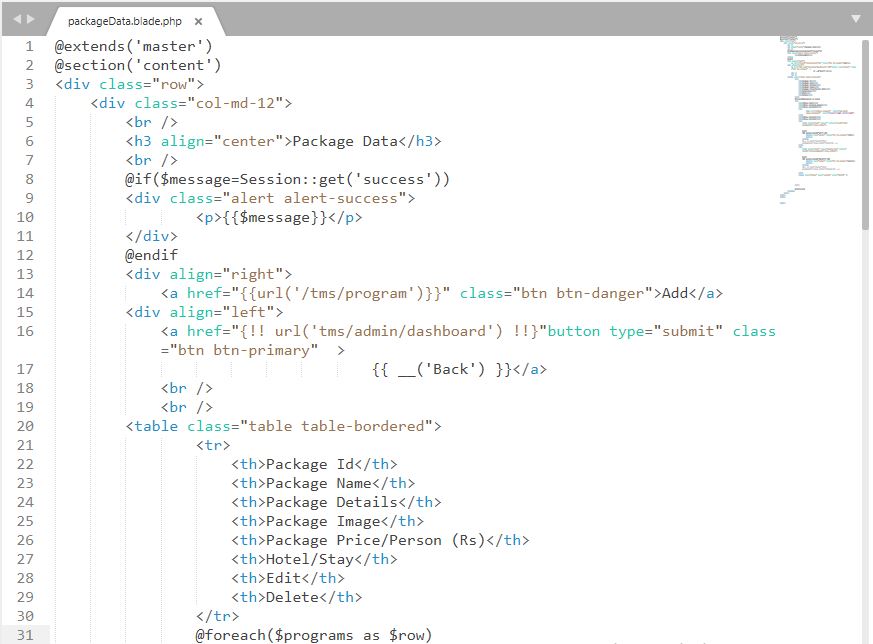 packageData.blade.php ×
1 @extends('master')
2 @section('content')
3 <div class="row">
4 <div class="col-md-12">
5 <br />
6 <h3 align="center">Package Data</h3>
7 <br />
8 @if($message=Session::get('success'))
9 <div class="alert alert-success">
10 <p>{{$message}}</p>
11 </div>
12 @endif
13 <div align="right">
14 <a href="{{url('/tms/program')}}" class="btn btn-danger">Add</a>
15 <div align="left">
16 <a href="{!! url('tms/admin/dashboard') !!}"button type="submit" class
="btn btn-primary"  >
17 {{ __('Back') }}</a>
18 <br />
19 <br />
20 <table class="table table-bordered">
21 <tr>
22 <th>Package Id</th>
23 <th>Package Name</th>
24 <th>Package Details</th>
25 <th>Package Image</th>
26 <th>Package Price/Person (Rs)</th>
27 <th>Hotel/Stay</th>
28 <th>Edit</th>
29 <th>Delete</th>
30 </tr>
31 @foreach($programs as $row)